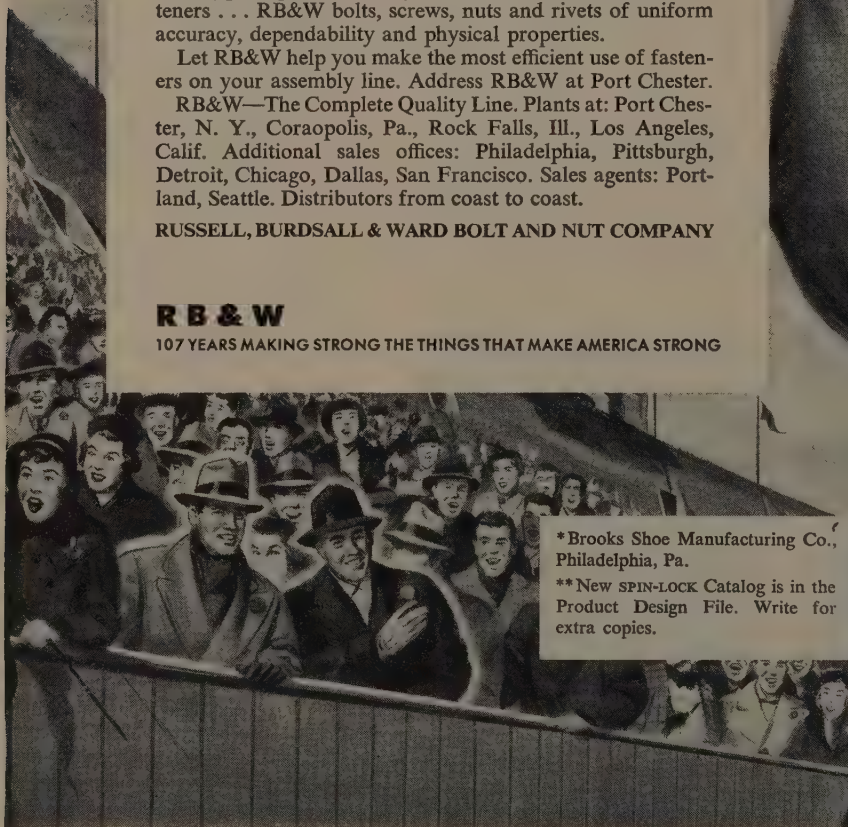 teners . . . RB&W bolts, screws, nuts and rivets of uniform
accuracy, dependability and physical properties.
Let RB&W help you make the most efficient use of fasten-
ers on your assembly line. Address RB&W at Port Chester.
RB&W—The Complete Quality Line. Plants at: Port Ches-
ter, N. Y., Coraopolis, Pa., Rock Falls, Ill., Los Angeles,
Calif. Additional sales offices: Philadelphia, Pittsburgh,
Detroit, Chicago, Dallas, San Francisco. Sales agents: Port-
land, Seattle. Distributors from coast to coast.
RUSSELL, BURDSALL & WARD BOLT AND NUT COMPANY
RB&W
107 YEARS MAKING STRONG THE THINGS THAT MAKE AMERICA STRONG
*Brooks Shoe Manufacturing Co.,
Philadelphia, Pa.
**New SPIN-LOCK Catalog is in the
Product Design File. Write for
extra copies.